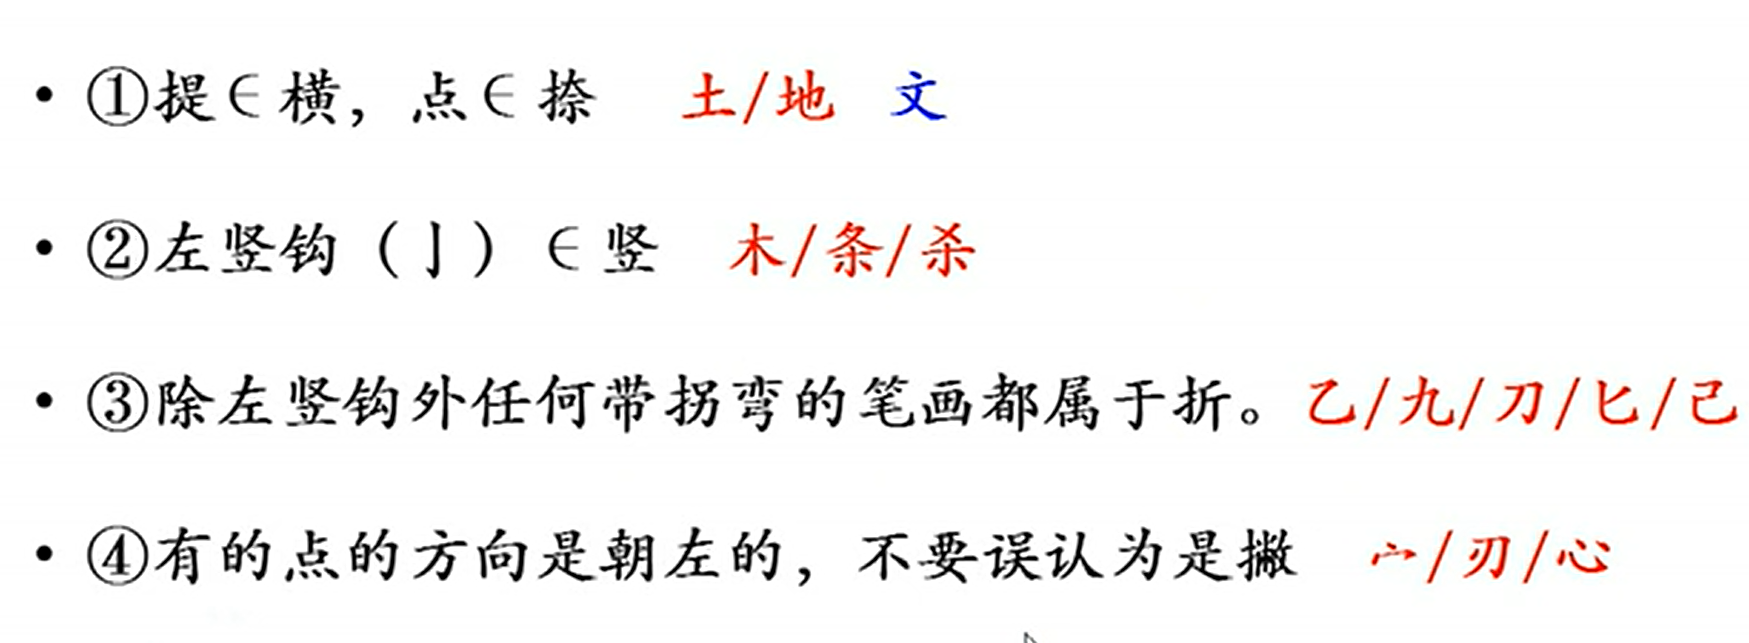 • ①提∈横，点∈捺 土/地 文
• ②左竖钩（亅）∈竖 木/条/杀
• ③除左竖钩外任何带拐弯的笔画都属于折。乙/九/刀/匕/己
• ④有的点的方向是朝左的，不要误认为是撇 宀/刃/心